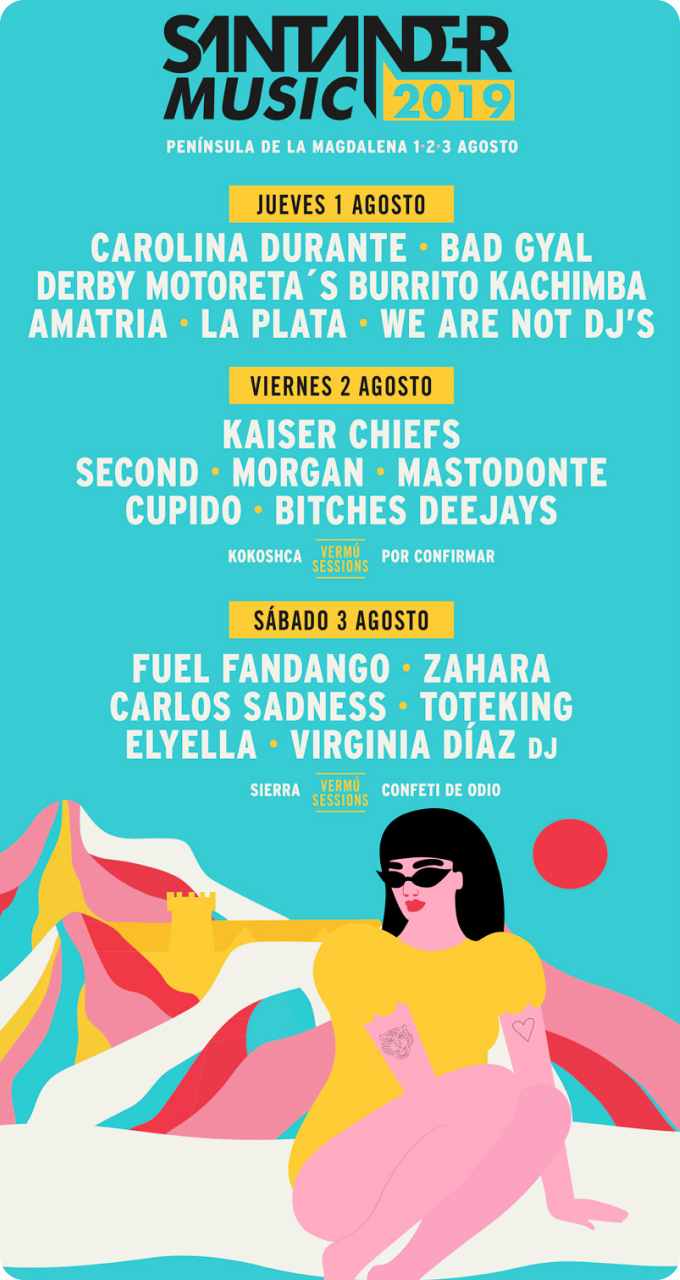 SANTANDER
MUSIC 2019
PENÍNSULA DE LA MAGDALENA 1·2·3 AGOSTO
JUEVES 1 AGOSTO
CAROLINA DURANTE · BAD GYAL
DERBY MOTORETA´S BURRITO KACHIMBA
AMATRIA · LA PLATA · WE ARE NOT DJ'S
VIERNES 2 AGOSTO
KAISER CHIEFS
SECOND · MORGAN · MASTODONTE
CUPIDO · BITCHES DEEJAYS
KOKOSHCA VERMÚ SESSIONS POR CONFIRMAR
SÁBADO 3 AGOSTO
FUEL FANDANGO · ZAHARA
CARLOS SADNESS · TOTEKING
ELYELLA · VIRGINIA DÍAZ DJ
SIERRA VERMÚ SESSIONS CONFETI DE ODIO